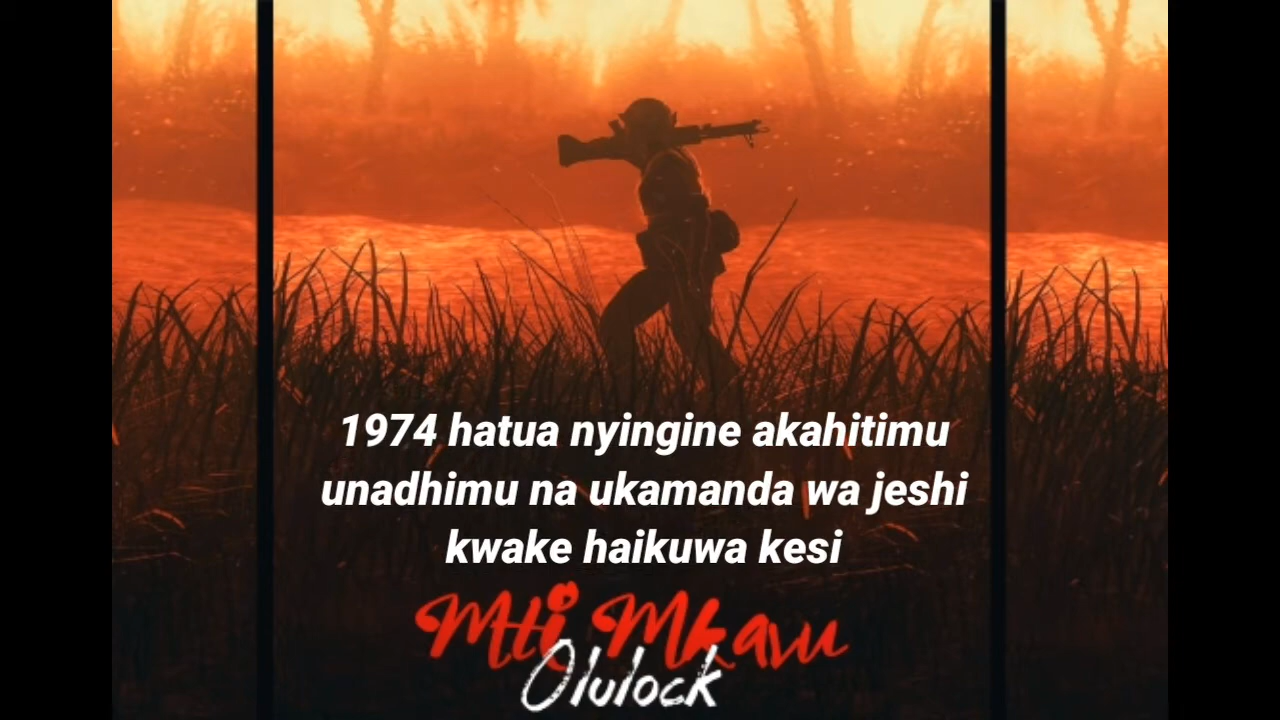 1974 hatua nyingine akahitimu
unadhimu na ukamanda wa jeshi
kwake haikuwa kesi
Mti Mkavu
Olulock